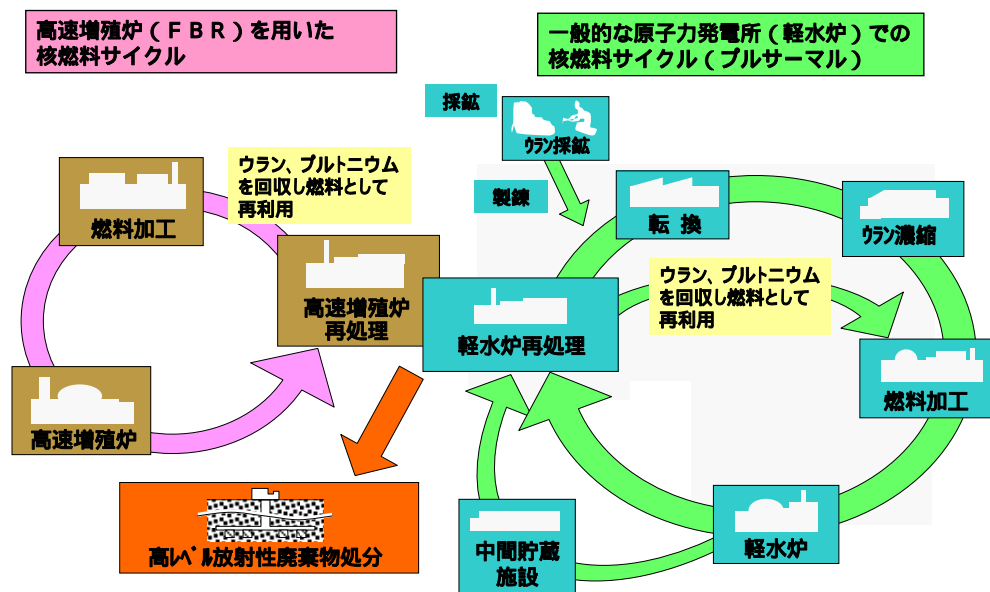 高速増殖炉(FBR)を用いた
核燃料サイクル
一般的な原子力発電所(軽水炉)での
核燃料サイクル(プルサーマル)
採鉱
ウラン採鉱
製錬
転 換
ウラン濃縮
ウラン、プルトニウム
を回収し燃料として
再利用
燃料加工
高速増殖炉
再処理
軽水炉再処理
ウラン、プルトニウム
を回収し燃料として
再利用
燃料加工
高速増殖炉
高レベル放射性廃棄物処分
中間貯蔵
施設
軽水炉